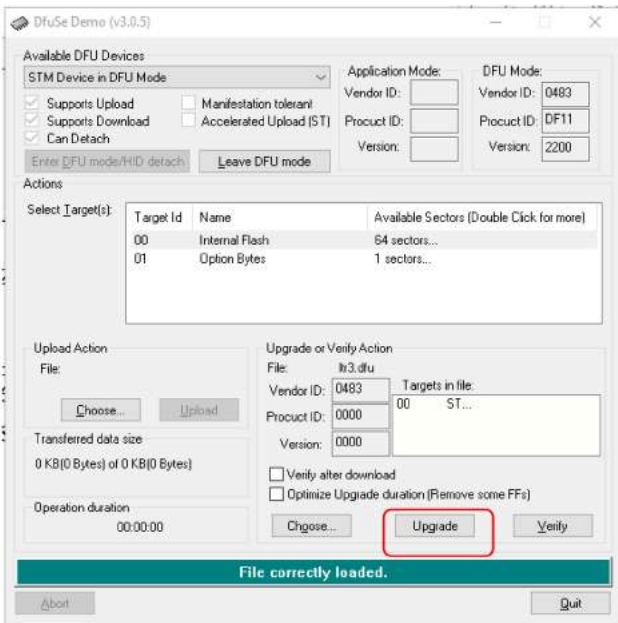 DfuSe Demo (v3.0.5)
Available DFU Devices
STM Device in DFU Mode
Supports Upload
Manifestation tolerant
Supports Download
Accelerated Upload (ST)
Can Detach
Enter DFU mode/HID detach
Leave DFU mode
Application Mode:
Vendor ID:
Procuct ID:
Version:
DFU Mode:
Vendor ID: 0483
Procuct ID: DF11
Version: 2200
Actions
Select Target(s):
Target Id Name Available Sectors (Double Click for more)
00 Internal Flash 64 sectors...
01 Option Bytes 1 sectors...
Upload Action
File:
Choose... Upload
Transferred data size
0 KB(0 Bytes) of 0 KB(0 Bytes)
Operation duration
00:00:00
Upgrade or Verify Action
File: ltr3.dfu
Vendor ID: 0483
Procuct ID: 0000
Version: 0000
Targets in file:
00 ST...
Verify after download
Optimize Upgrade duration (Remove some FFs)
Choose... Upgrade Verify
File correctly loaded.
Abort Quit